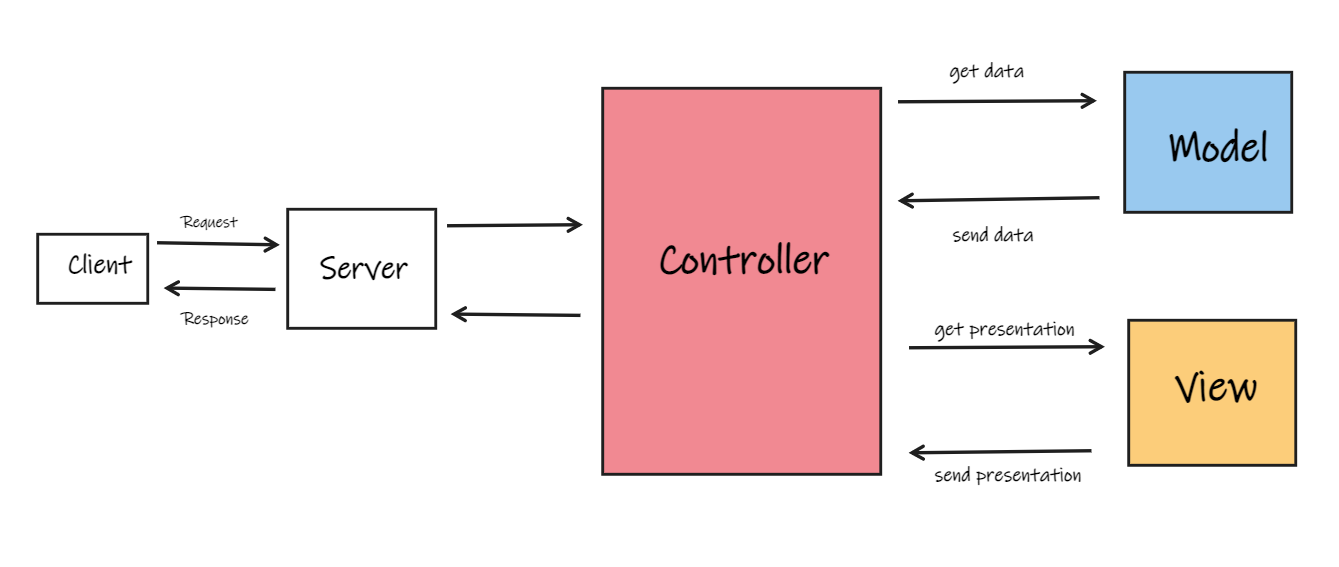 get data
Model
send data
Request
Client
Server
Response
Controller
get presentation
View
send presentation